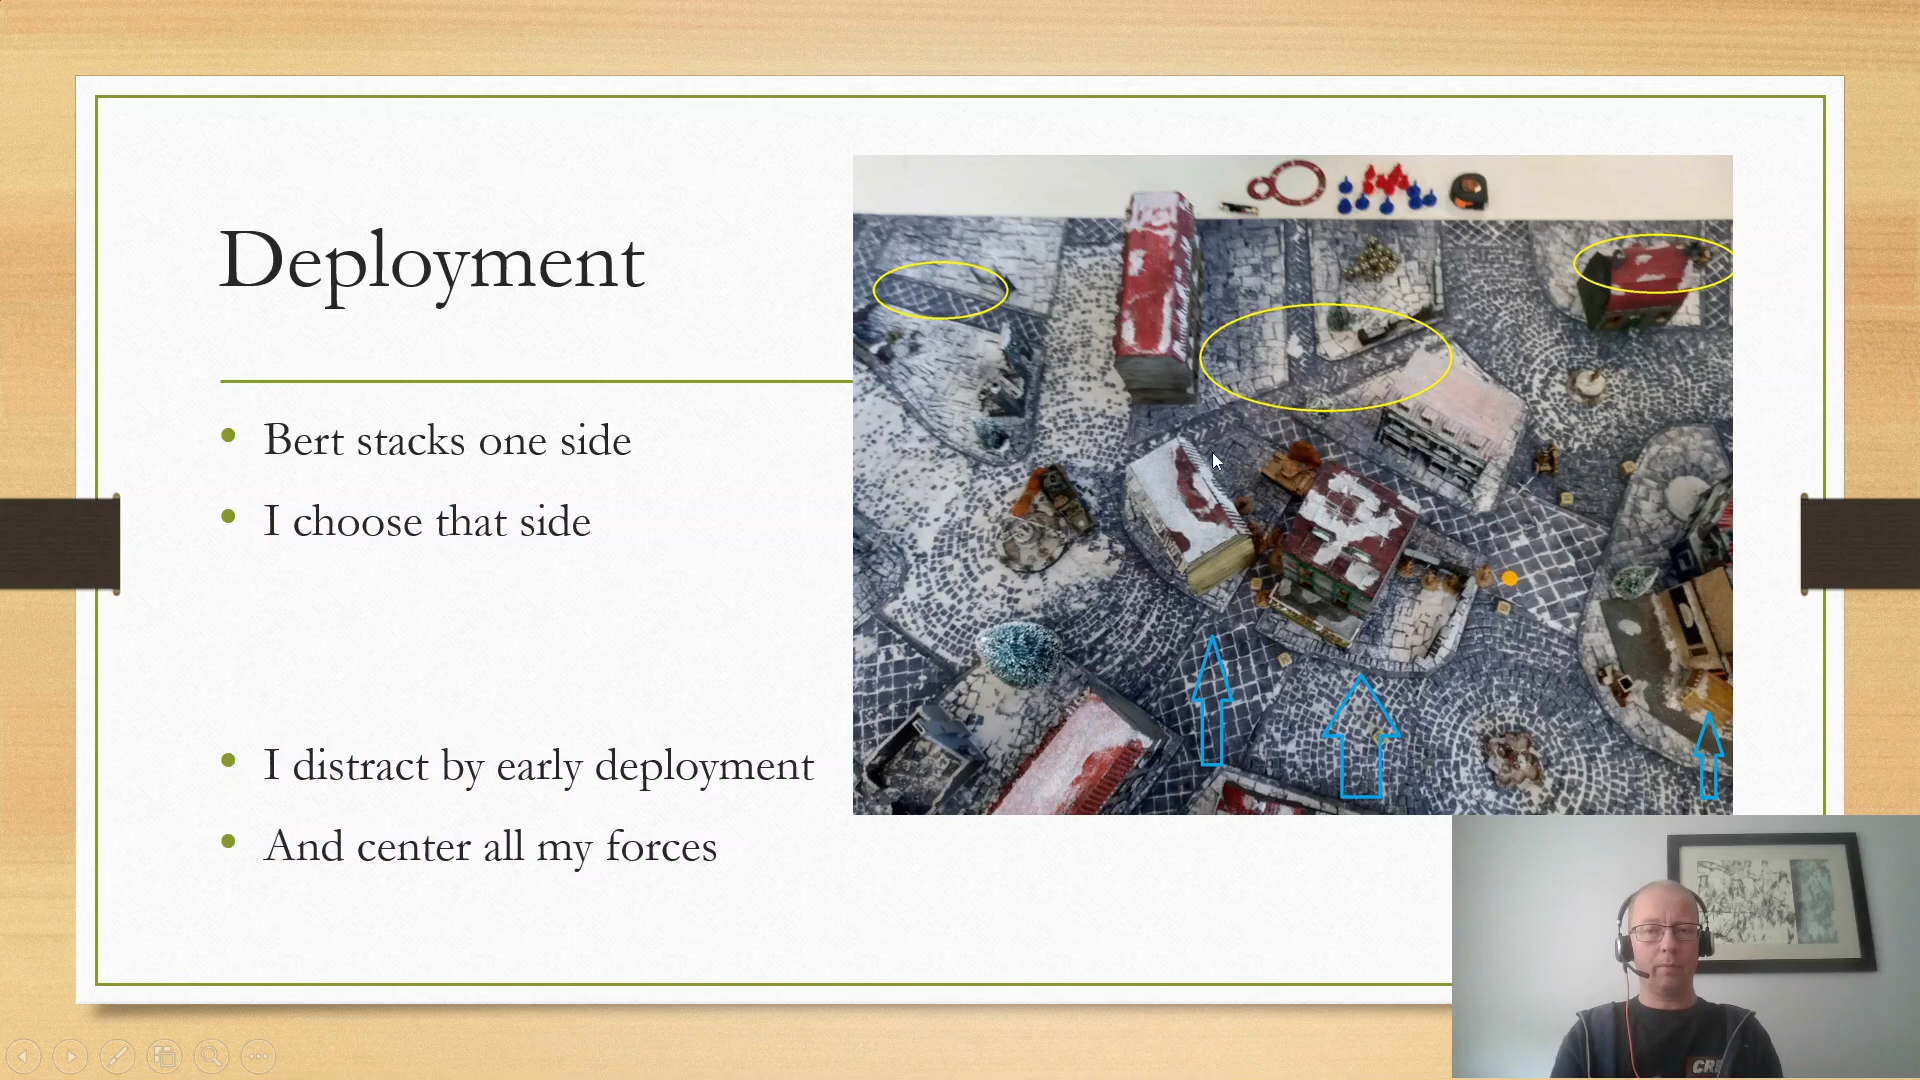 Deployment
Bert stacks one side
I choose that side
I distract by early deployment
And center all my forces